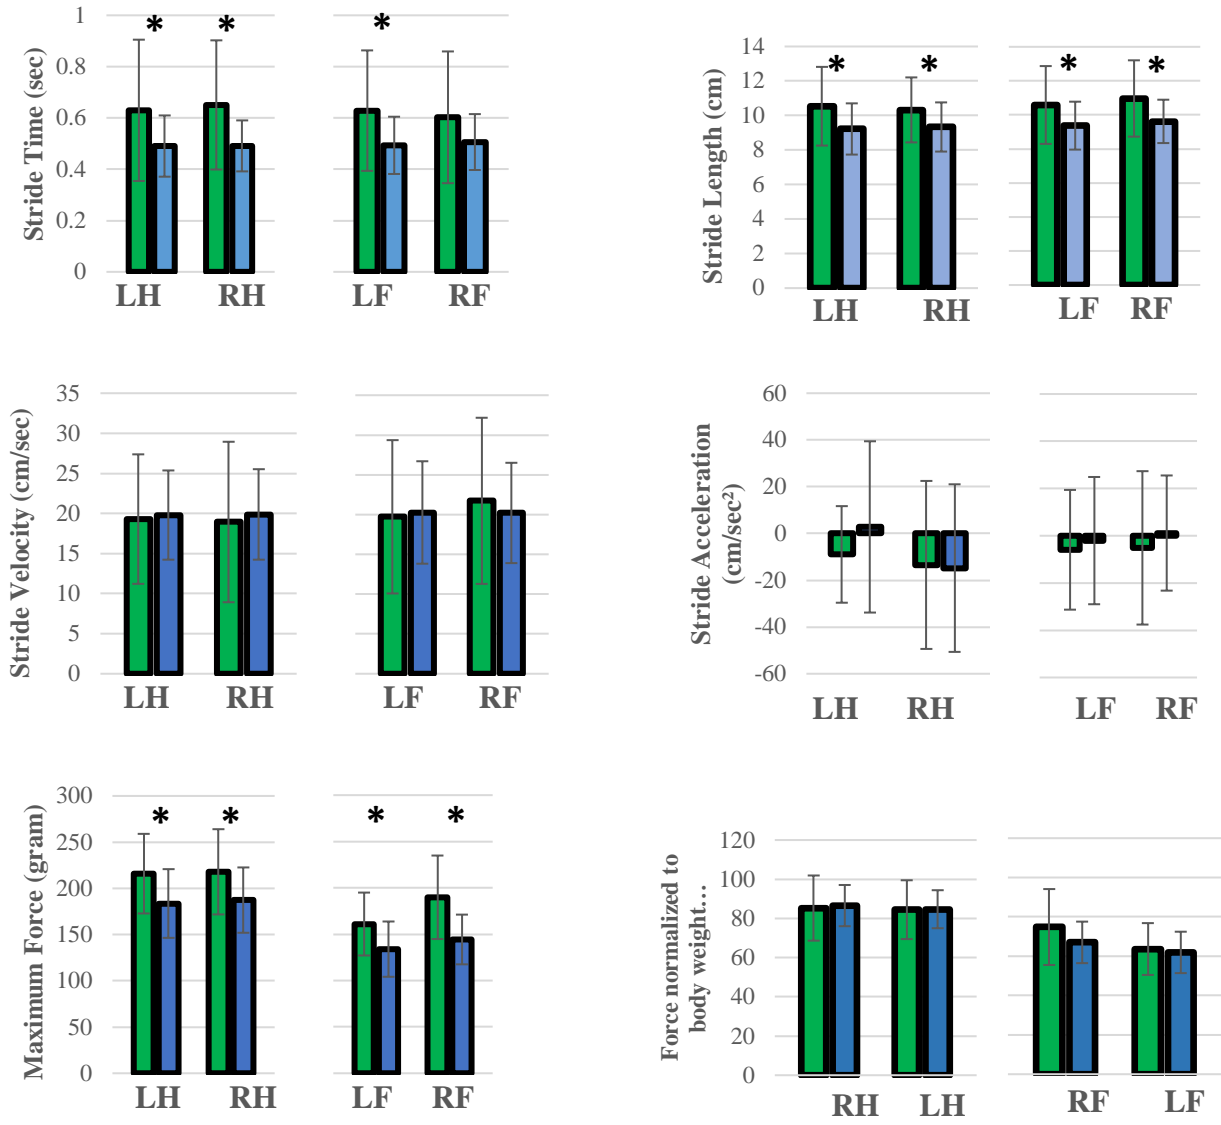 Stride Time (sec)
1
0.8
0.6
0.4
0.2
0
* * *
LH RH LF RF
Stride Length (cm)
14
12
10
8
6
4
2
0
* * * *
LH RH LF RF
Stride Velocity (cm/sec)
35
30
25
20
15
10
5
0
LH RH LF RF
Stride Acceleration
(cm/sec²)
60
40
20
0
-20
-40
-60
LH RH LF RF
Maximum Force (gram)
300
250
200
150
100
50
0
* * * *
LH RH LF RF
Force normalized to
body weight…
120
100
80
60
40
20
0
RH LH RF LF